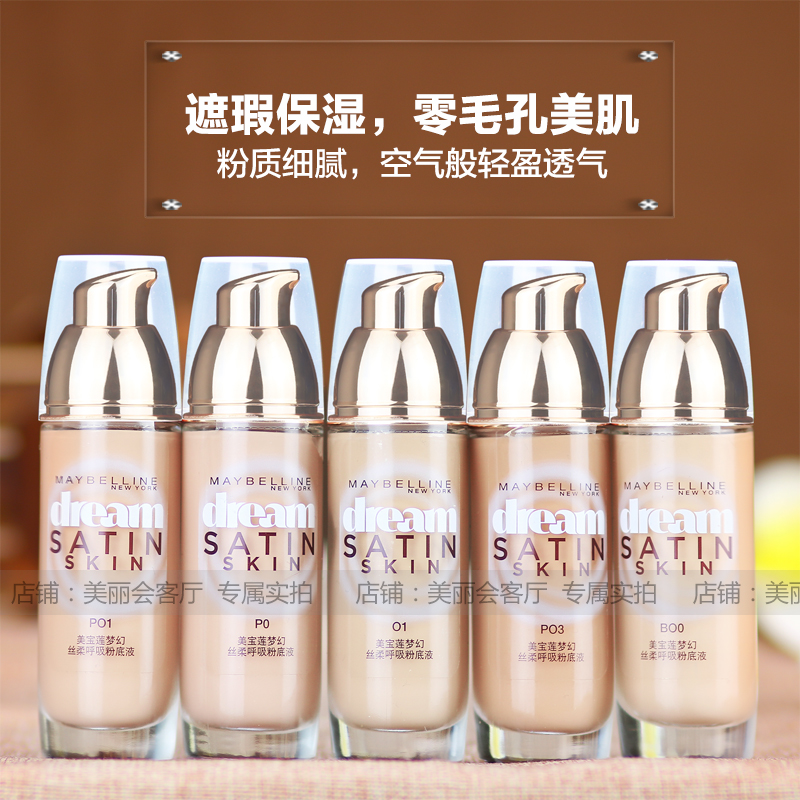 遮瑕保湿，零毛孔美肌
粉质细腻，空气般轻盈透气
MAYBELLINE
NEW YORK
dream
SATIN
SKIN
PO1
美宝莲梦幻
丝柔呼吸粉底液
MAYBELLINE
NEW YORK
dream
SATIN
SKIN
P0
美宝莲梦幻
丝柔呼吸粉底液
MAYBELLINE
NEW YORK
dream
SATIN
SKIN
O1
美宝莲梦幻
丝柔呼吸粉底液
MAYBELLINE
NEW YORK
dream
SATIN
SKIN
PO3
美宝莲梦幻
丝柔呼吸粉底液
MAYBELLINE
NEW YORK
dream
SATIN
SKIN
BO0
美宝莲梦幻
丝柔呼吸粉底液
店铺：美丽会客厅 专属实拍
店铺：美丽会客厅 专属实拍
店铺：美丽